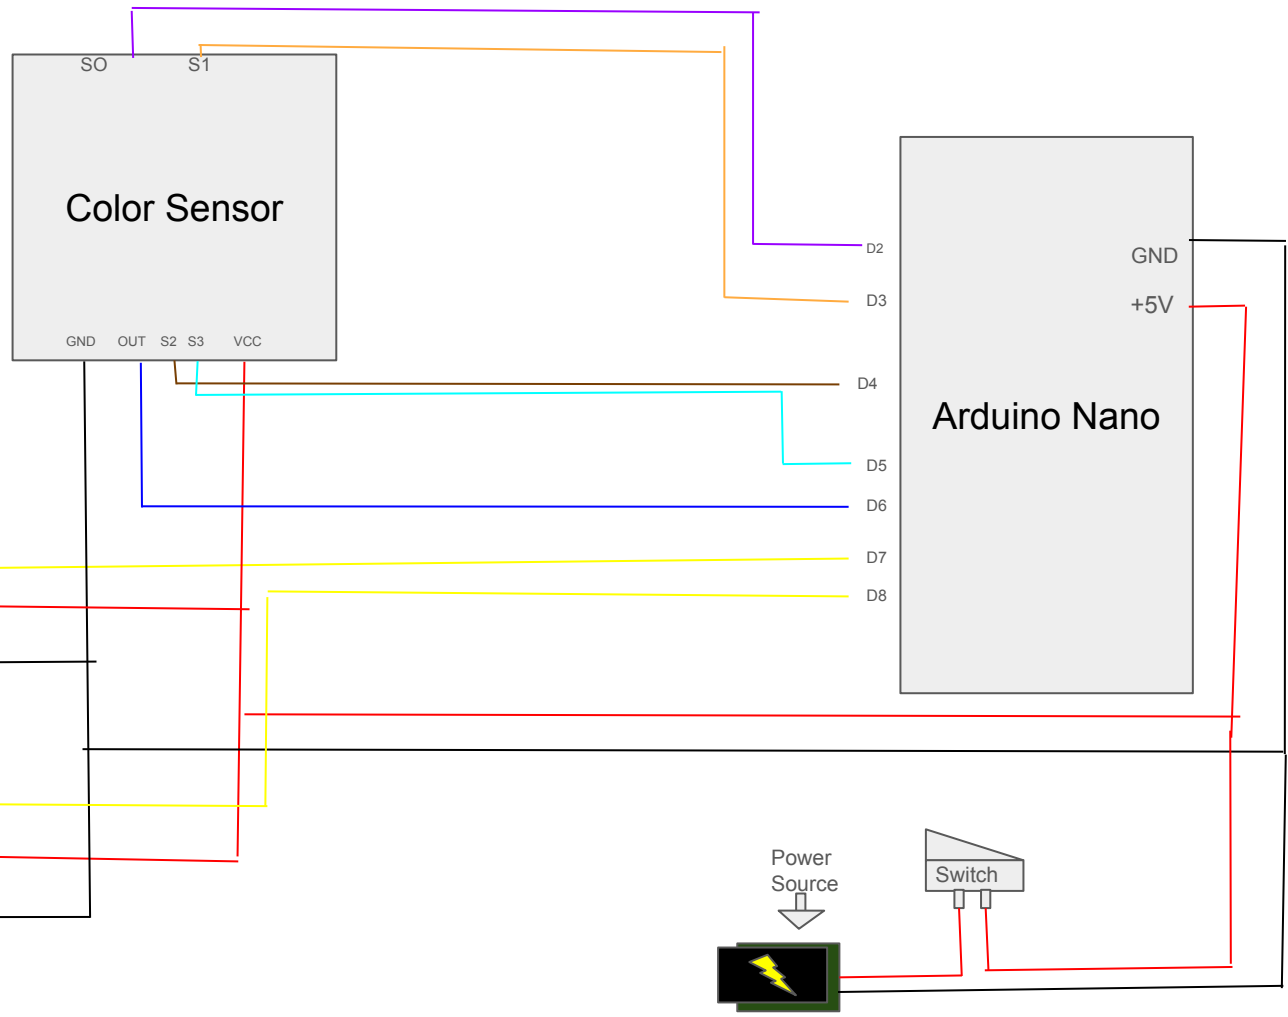 SO
S1
Color Sensor
GND
OUT
S2
S3
VCC
D2
D3
D4
D5
D6
D7
D8
GND
+5V
Arduino Nano
Power
Source
Switch